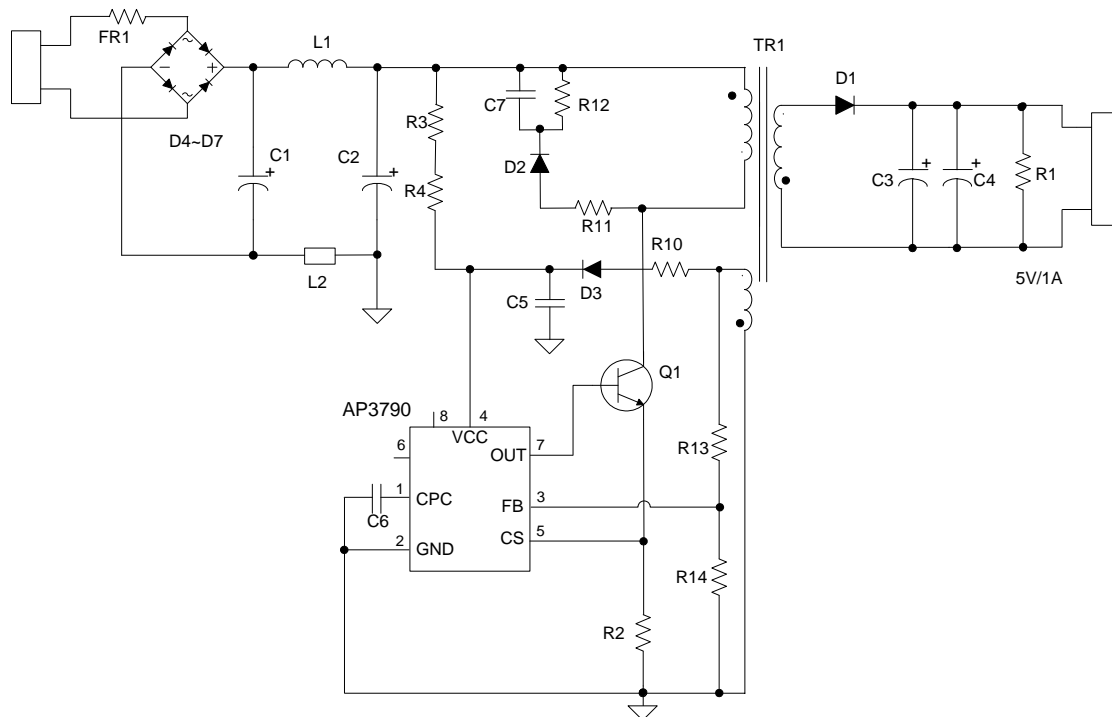 FR1
L1
TR1
D1
C7
R12
R3
D4~D7
C1
C2
D2
C3
C4
R1
R4
R11
R10
L2
D3
5V/1A
C5
Q1
AP3790
8
4
VCC
6
7
OUT
R13
1
CPC
3
FB
C6
5
CS
2
GND
R14
R2